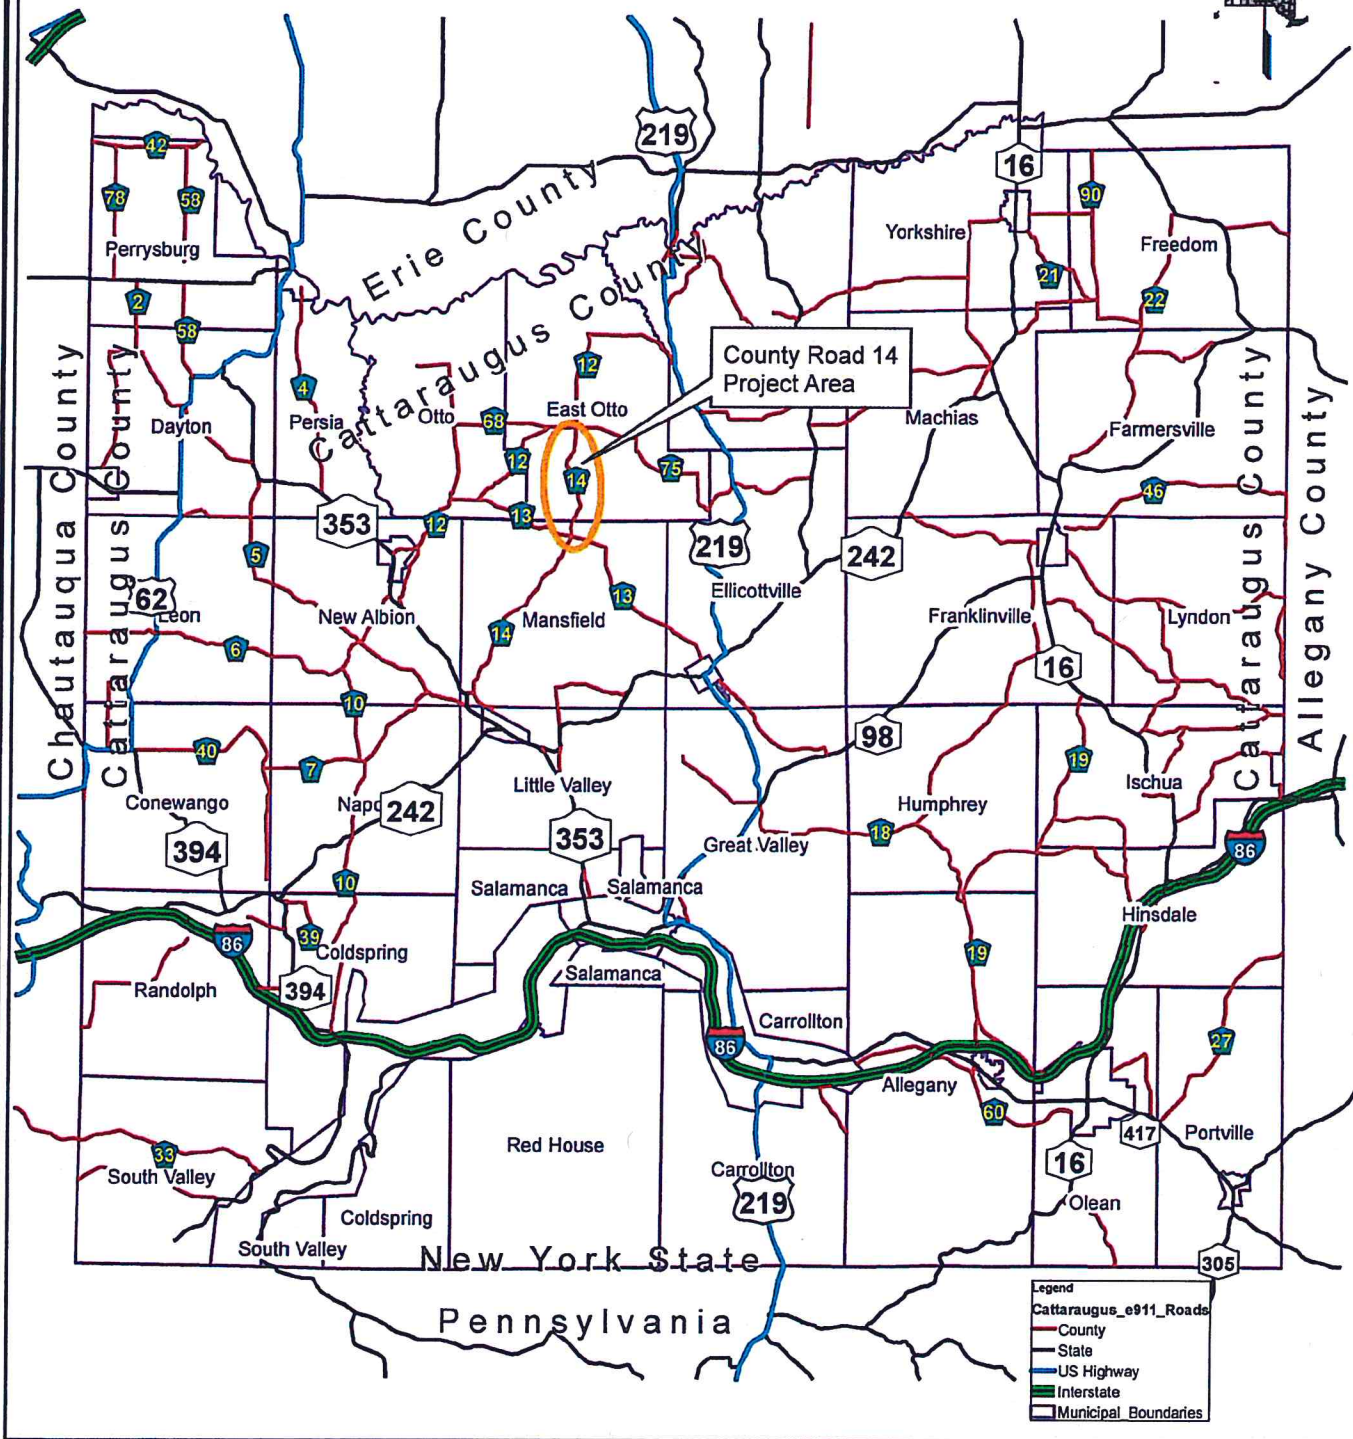 219
16
42
78
58
90
Perrysburg
Erie County
Yorkshire
Freedom
21
2
22
58
Cattaraugus County
County Road 14
Project Area
12
4
Persia
Otto
68
East Otto
Machias
Dayton
Farmersville
12
14
75
46
353
12
13
219
242
5
Chautauqua County
Cattaraugus County
Cattaraugus County
Allegany County
62
Leon
New Albion
Mansfield
13
Ellicottville
Franklinville
Lyndon
14
6
16
10
98
40
7
19
Little Valley
Ischua
Conewango
Napo
242
Humphrey
394
353
18
Great Valley
86
10
Salamanca
Salamanca
Hinsdale
86
39
Coldspring
19
Salamanca
Randolph
394
Carrollton
86
27
Allegany
60
417
Portville
Red House
33
South Valley
Carrollton
16
219
Olean
Coldspring
South Valley
New York State
305
Pennsylvania
Legend
Cattaraugus_e911_Roads
County
State
US Highway
Interstate
Municipal Boundaries